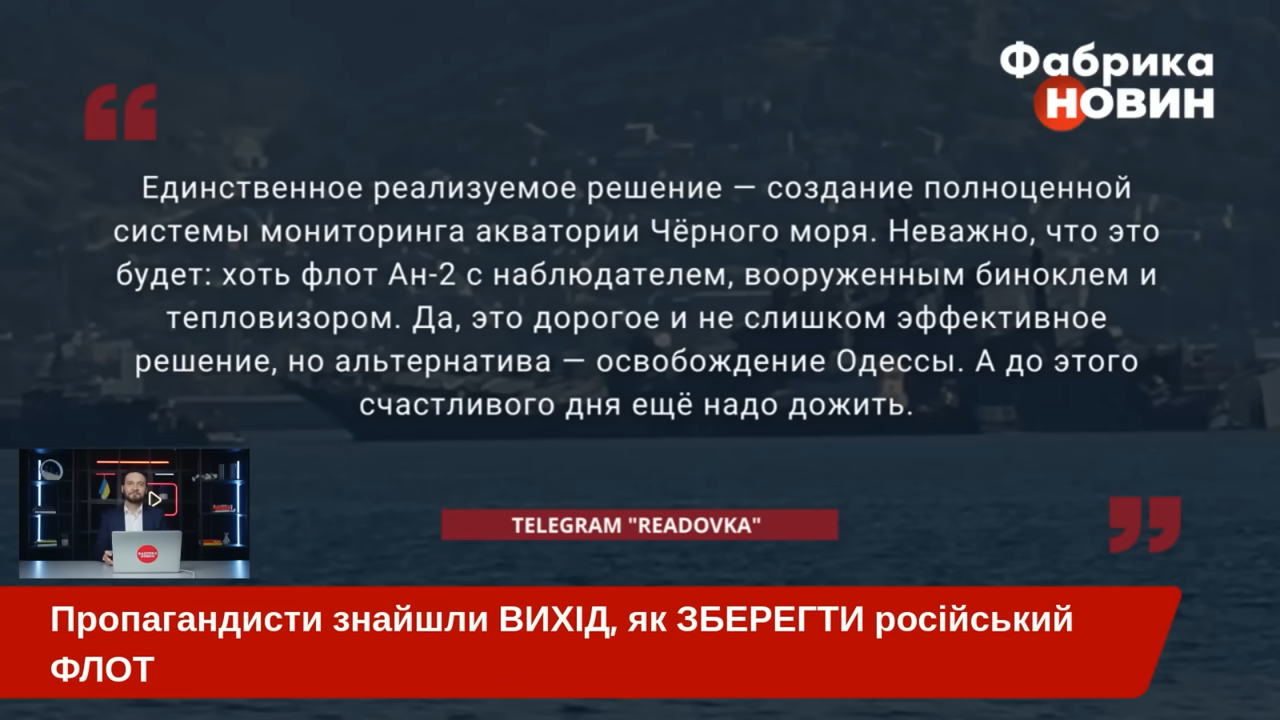 Фабрика
НОВИН
Единственное реализуемое решение — создание полноценной
системы мониторинга акватории Чёрного моря. Неважно, что это
будет: хоть флот Ан-2 с наблюдателем, вооруженным биноклем и
тепловизором. Да, это дорогое и не слишком эффективное
решение, но альтернатива — освобождение Одессы. А до этого
счастливого дня ещё надо дожить.
TELEGRAM "READOVKA"
Пропагандисти знайшли ВИХІД, як ЗБЕРЕГТИ російський
ФЛОТ